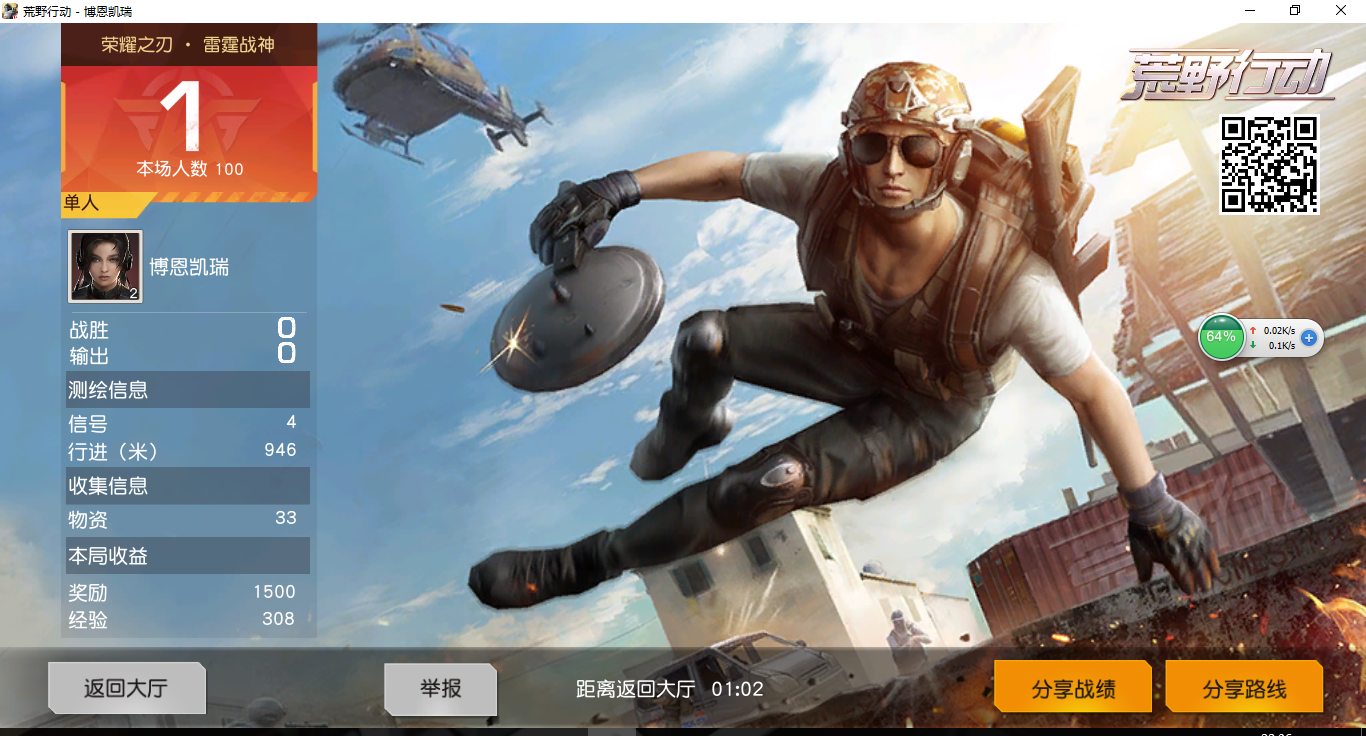 荒野行动 - 博恩凯瑞
荣耀之刃 · 雷霆战神
1
本场人数 100
单人
2
博恩凯瑞
战胜 0
输出 0
测绘信息
信号 4
行进（米） 946
收集信息
物资 33
本局收益
奖励 1500
经验 308
荒野行动
64%
0.02K/s
0.1K/s
返回大厅
举报
距离返回大厅 01:02
分享战绩
分享路线